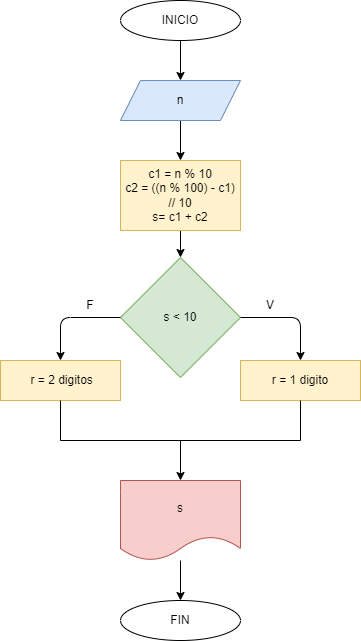 INICIO
n
c1 = n % 10
c2 = ((n % 100) - c1)
// 10
s= c1 + c2
s < 10
F
V
r = 2 digitos
r = 1 digito
s
FIN